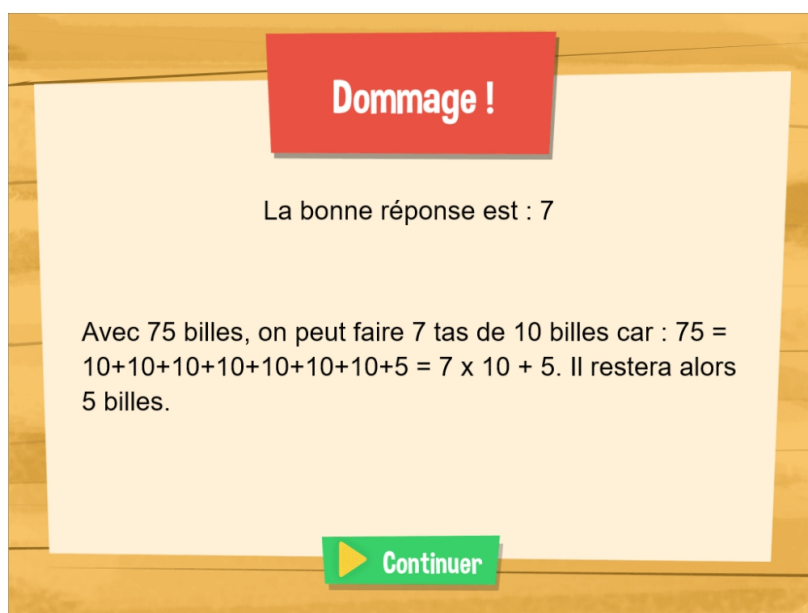 Dommage !
La bonne réponse est : 7
Avec 75 billes, on peut faire 7 tas de 10 billes car : 75 =
10+10+10+10+10+10+10+5 = 7 x 10 + 5. Il restera alors
5 billes.
Continuer